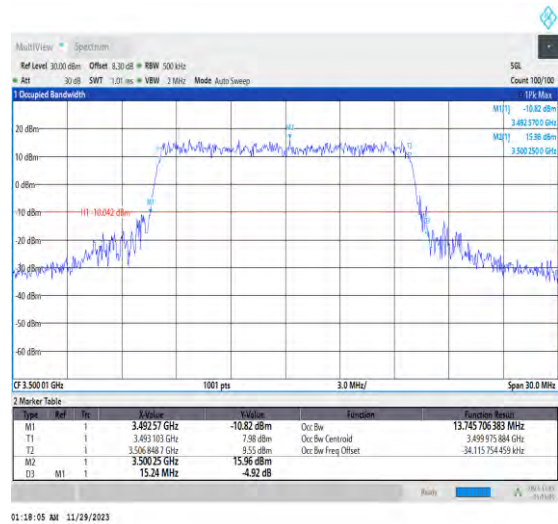 MultiView Spectrum
Ref Level 30.00 dBm Offset 8.30 dB RBW 500 kHz SGL
Att 30 dB SWT 1.01 ms VBW 2 MHz Mode Auto Sweep Count 100/100
1 Occupied Bandwidth 1Pk Max
M1[1] -10.82 dBm
3.492 570 0 GHz
M2[1] 15.96 dBm
3.500 250 0 GHz
M2
20 dBm
T2
10 dBm
0 dBm
M1
-10 dBm
H1 -10.042 dBm
-20 dBm
-30 dBm
-40 dBm
-50 dBm
-60 dBm
CF 3.500 01 GHz 1001 pts 3.0 MHz/ Span 30.0 MHz
2 Marker Table
Type Ref Trc X-Value Y-Value Function Function Result
M1 1 3.492 57 GHz -10.82 dBm Occ Bw 13.745 706 383 MHz
T1 1 3.493 103 GHz 7.98 dBm Occ Bw Centroid 3.499 975 884 GHz
T2 1 3.506 848 7 GHz 9.55 dBm Occ Bw Freq Offset -34.115 754 459 kHz
M2 1 3.500 25 GHz 15.96 dBm
D3 M1 1 15.24 MHz -4.92 dB
Ready
01:18:05 AM 11/29/2023